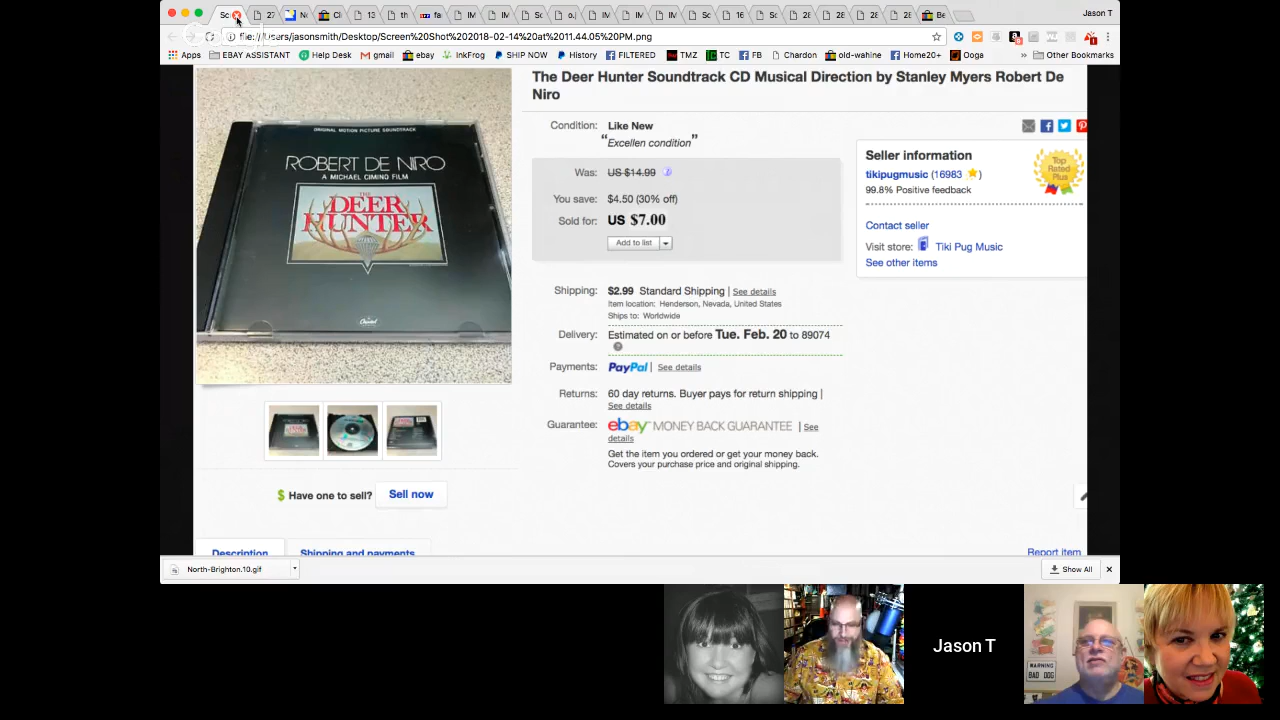 Jason T
file:///Users/jasonsmith/Desktop/Screen%20Shot%202018-02-14%20at%2011.44.05%20PM.png
Apps EBAY ASSISTANT Help Desk gmail ebay InkFrog SHIP NOW History FILTERED TMZ TC FB Chardon old-wahine Home20+ Ooga » Other Bookmarks
The Deer Hunter Soundtrack CD Musical Direction by Stanley Myers Robert De
Niro
Condition: Like New
"Excellen condition"
Was: US $14.99
You save: $4.50 (30% off)
Sold for: US $7.00
Add to list
Shipping: $2.99 Standard Shipping | See details
Item location: Henderson, Nevada, United States
Ships to: Worldwide
Delivery: Estimated on or before Tue. Feb. 20 to 89074
Payments: PayPal | See details
Returns: 60 day returns. Buyer pays for return shipping |
See details
Guarantee: ebay MONEY BACK GUARANTEE | See
details
Get the item you ordered or get your money back.
Covers your purchase price and original shipping.
Seller information
tikipugmusic (16983 )
99.8% Positive feedback
Top
Rated
Plus
Contact seller
Visit store: Tiki Pug Music
See other items
ORIGINAL MOTION PICTURE SOUNDTRACK
ROBERT DE NIRO
A MICHAEL CIMINO FILM
THE
DEER
HUNTER
Capitol
$ Have one to sell? Sell now
Description Shipping and payments
Report item
North-Brighton.10.gif
Show All
Jason T
WARNING
BAD DOG